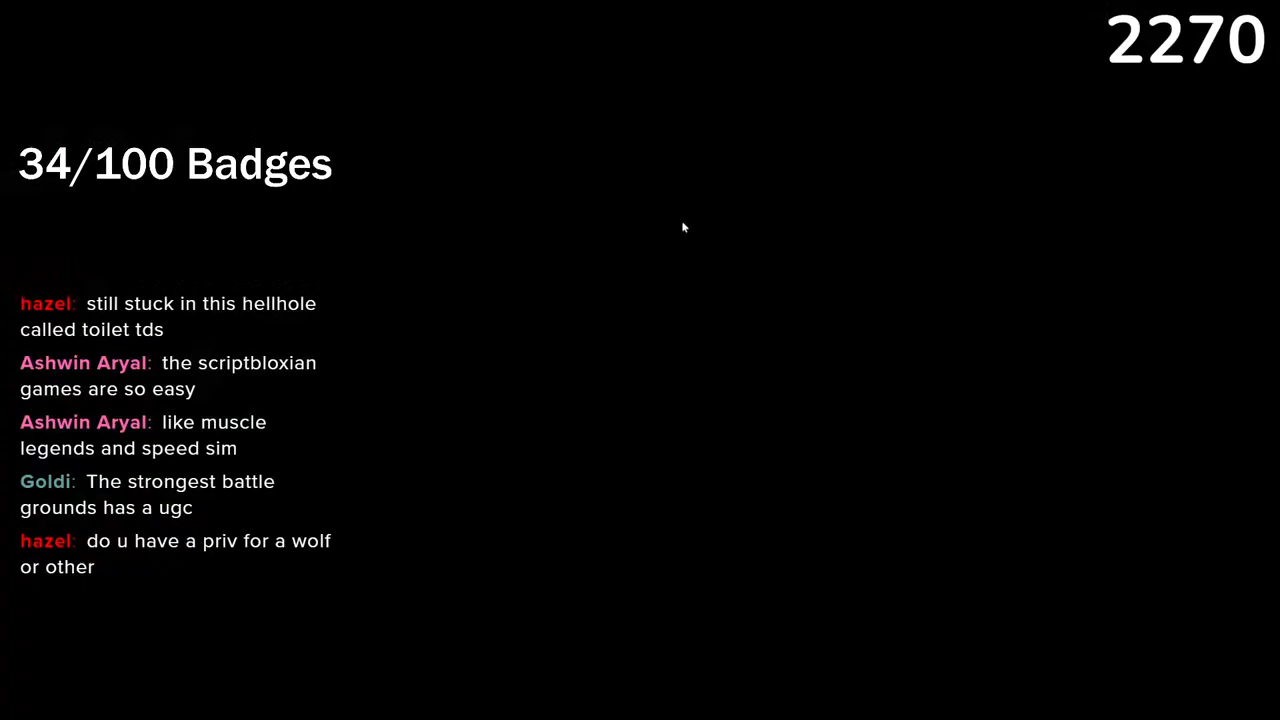 2270
34/100 Badges
hazel: still stuck in this hellhole
called toilet tds
Ashwin Aryal: the scriptbloxian
games are so easy
Ashwin Aryal: like muscle
legends and speed sim
Goldi: The strongest battle
grounds has a ugc
hazel: do u have a priv for a wolf
or other